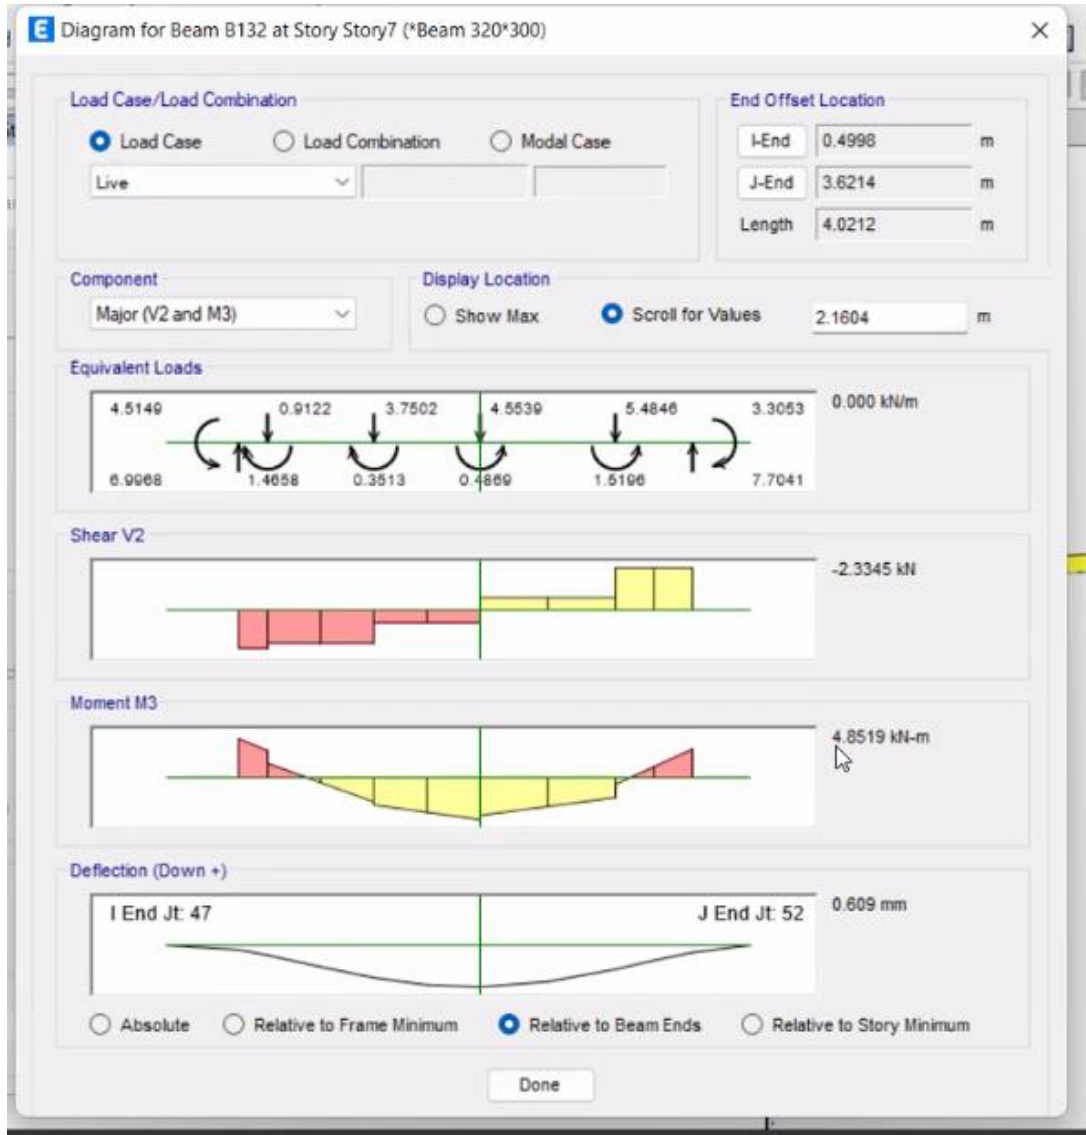 E Diagram for Beam B132 at Story Story7 (*Beam 320*300)
Load Case/Load Combination
Load Case Load Combination Modal Case
Live
End Offset Location
I-End 0.4998 m
J-End 3.6214 m
Length 4.0212 m
Component
Major (V2 and M3)
Display Location
Show Max Scroll for Values 2.1604 m
Equivalent Loads
4.5149 0.9122 3.7502 4.5539 5.4846 3.3053 0.000 kN/m
6.9968 1.4658 0.3513 0.4869 1.5196 7.7041
Shear V2
-2.3345 kN
Moment M3
4.8519 kN-m
Deflection (Down +)
I End Jt: 47 J End Jt: 52 0.609 mm
Absolute Relative to Frame Minimum Relative to Beam Ends Relative to Story Minimum
Done